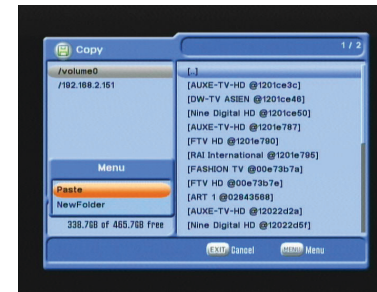 Copy
1 / 2
/volume0
/192.168.2.151
[..]
[AUXE-TV-HD @1201ce3c]
[DW-TV ASIEN @1201ce48]
[Nine Digital HD @1201ce50]
[AUXE-TV-HD @1201e787]
[FTV HD @1201e790]
[RAI International @1201e795]
[FASHION TV @00e73b7a]
[FTV HD @00e73b7e]
[ART 1 @02843568]
[AUXE-TV-HD @12022d2a]
[Nine Digital HD @12022d5f]
Menu
Paste
NewFolder
338.7GB of 465.7GB free
EXIT Cancel
MENU Menu